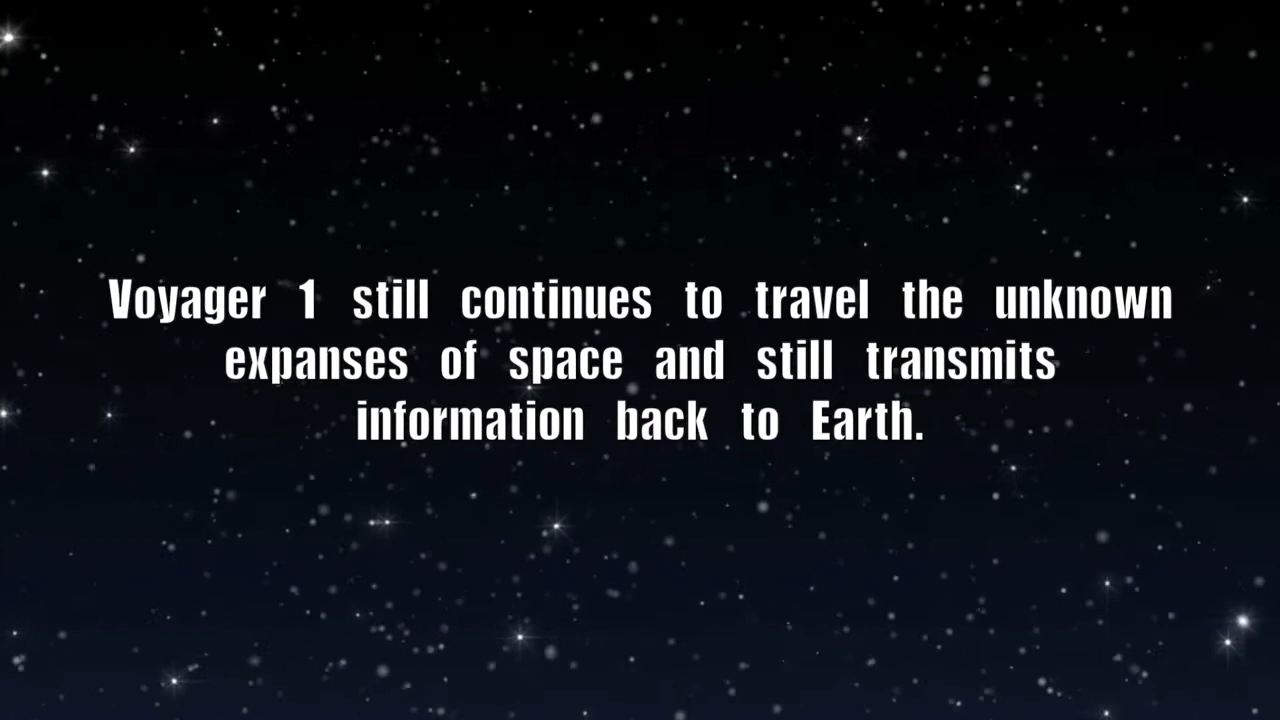 Voyager 1 still continues to travel the unknown
expanses of space and still transmits
information back to Earth.